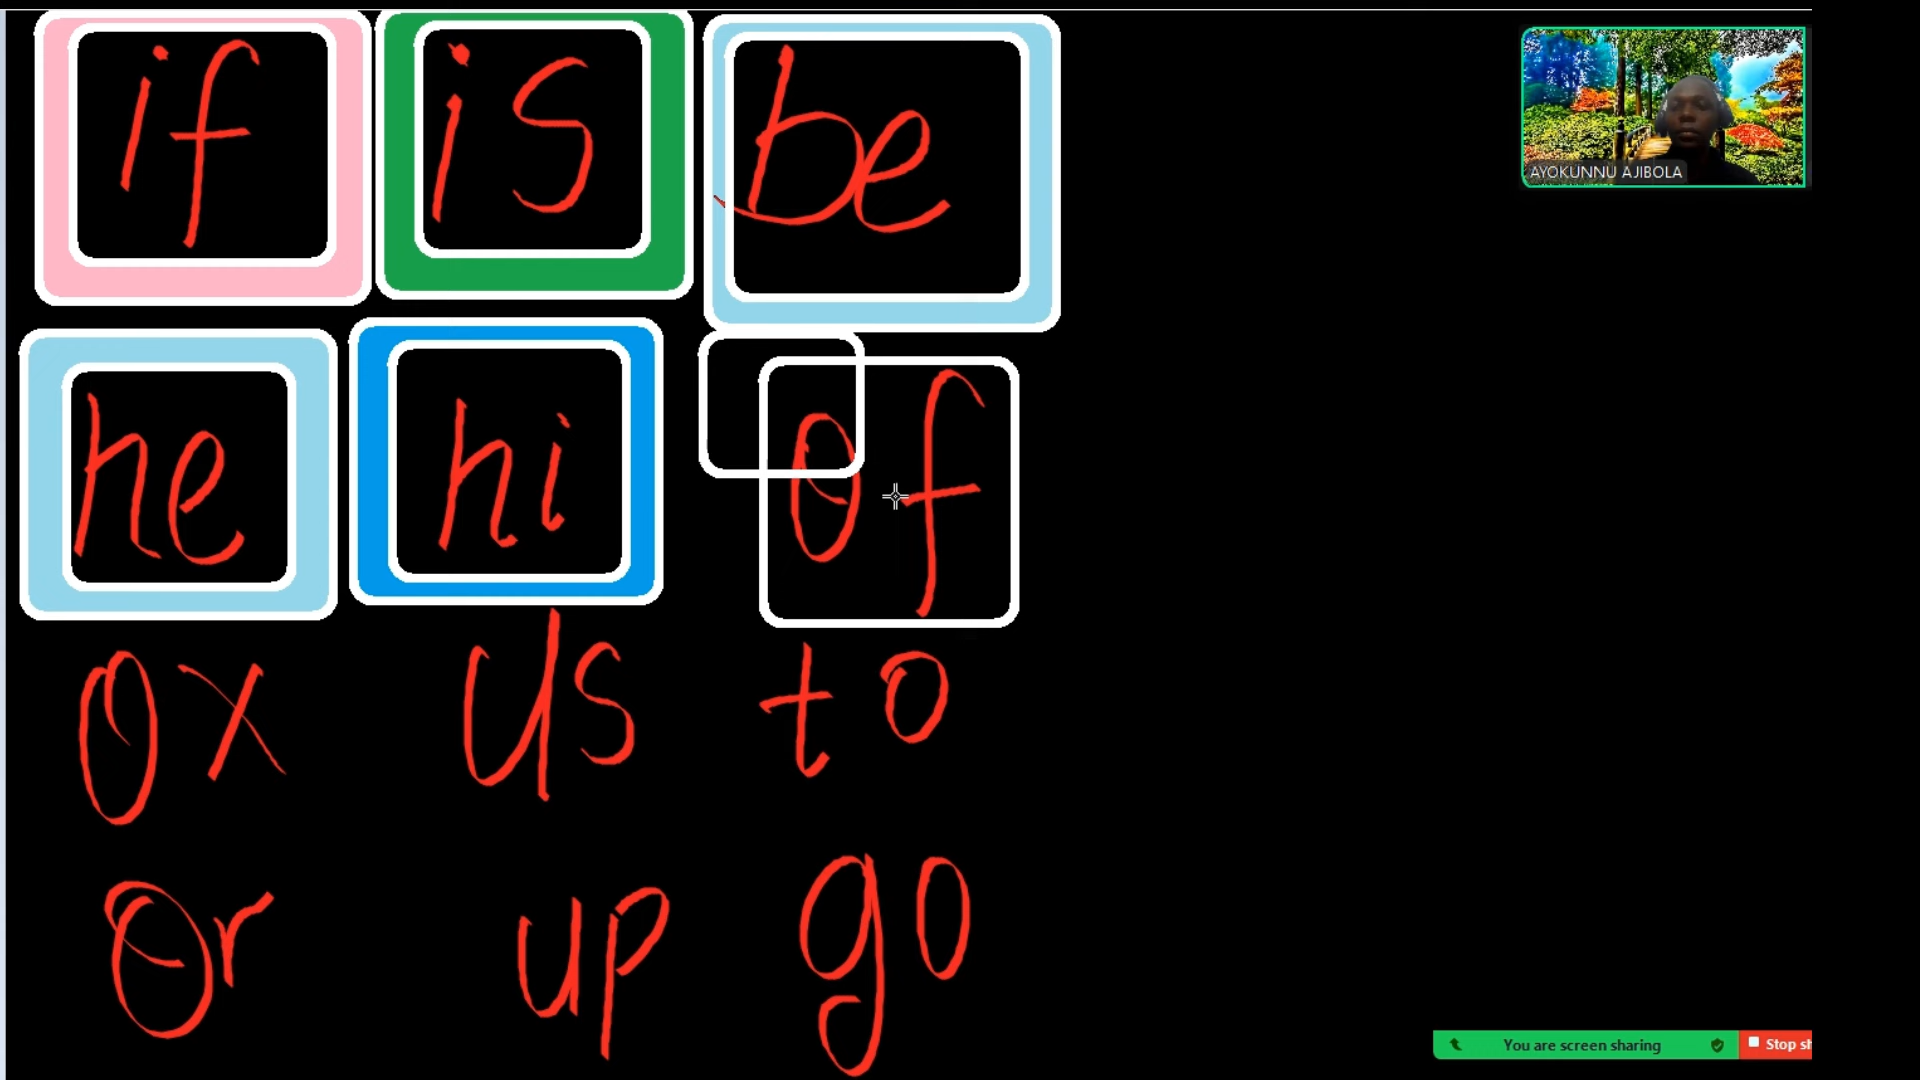 if is be
AYOKUNNU AJIBOLA
he hi of
ox us to
or up go
You are screen sharing
Stop sh